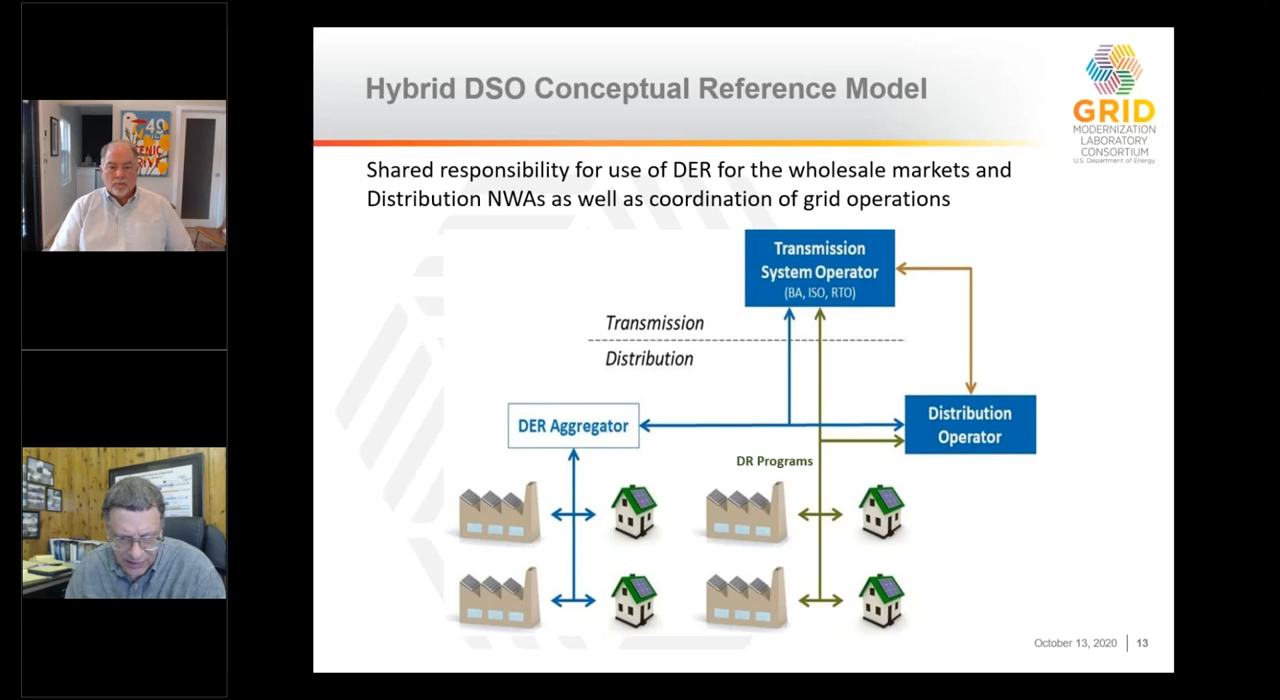 Hybrid DSO Conceptual Reference Model
GRID
MODERNIZATION
LABORATORY
CONSORTIUM
U.S. Department of Energy
Shared responsibility for use of DER for the wholesale markets and
Distribution NWAs as well as coordination of grid operations
Transmission
System Operator
(BA, ISO, RTO)
Transmission
Distribution
DER Aggregator
Distribution
Operator
DR Programs
October 13, 2020
13
49